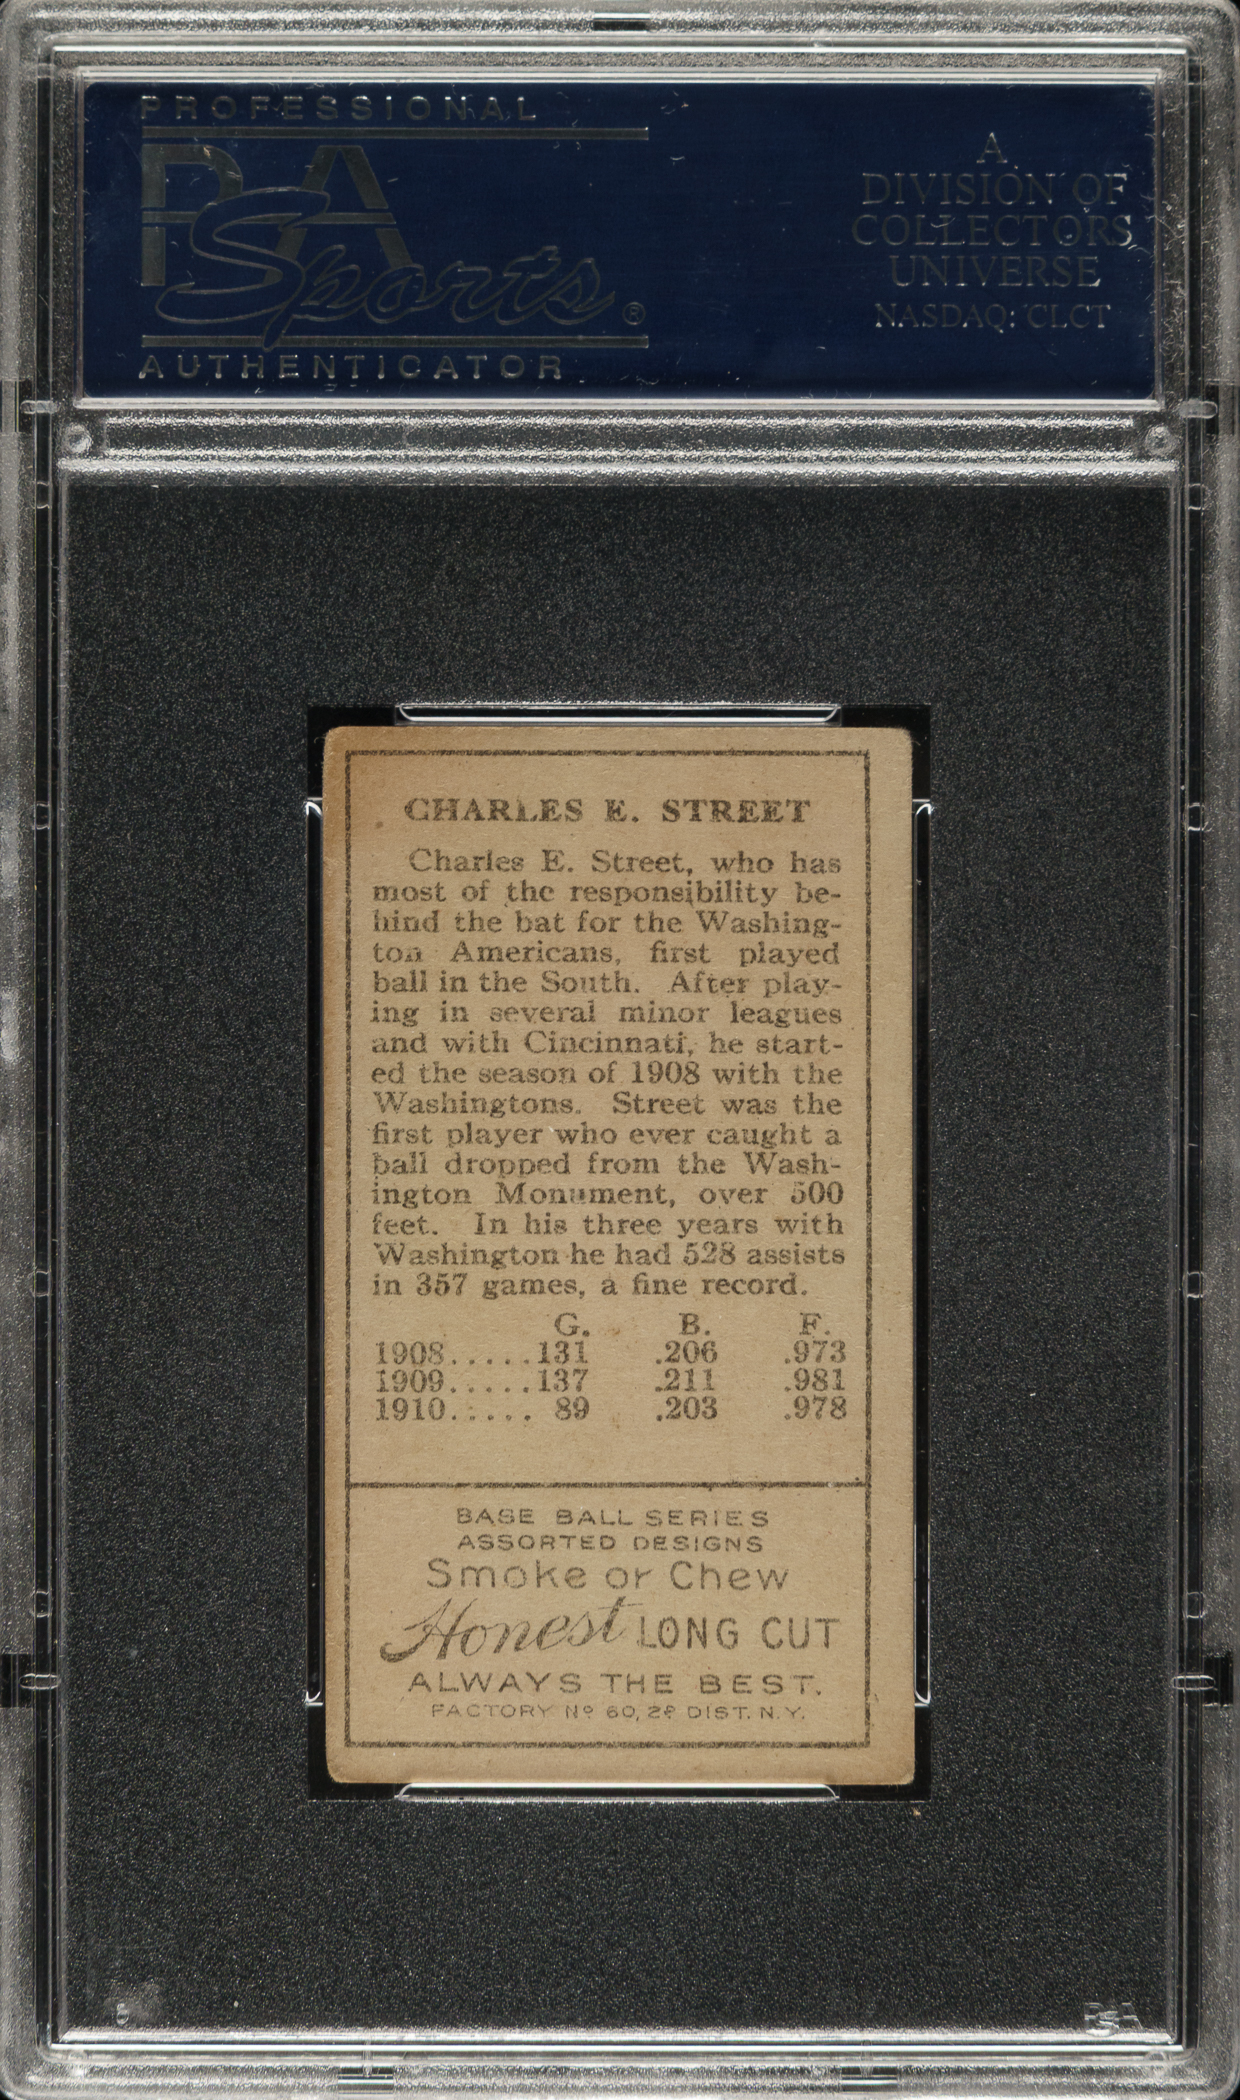 PROFESSIONAL
PSA
Sports®
AUTHENTICATOR
A
DIVISION OF
COLLECTORS
UNIVERSE
NASDAQ: CLCT
CHARLES E. STREET
Charles E. Street, who has
most of the responsibility be-
hind the bat for the Washing-
ton Americans, first played
ball in the South. After play-
ing in several minor leagues
and with Cincinnati, he start-
ed the season of 1908 with the
Washingtons. Street was the
first player who ever caught a
ball dropped from the Wash-
ington Monument, over 500
feet. In his three years with
Washington he had 528 assists
in 357 games, a fine record.
G. B. F.
1908.....131 .206 .973
1909.....137 .211 .981
1910..... 89 .203 .978
BASE BALL SERIES
ASSORTED DESIGNS
Smoke or Chew
Honest LONG CUT
ALWAYS THE BEST.
FACTORY Nº 60, 2ᴰ DIST. N.Y.
PSA